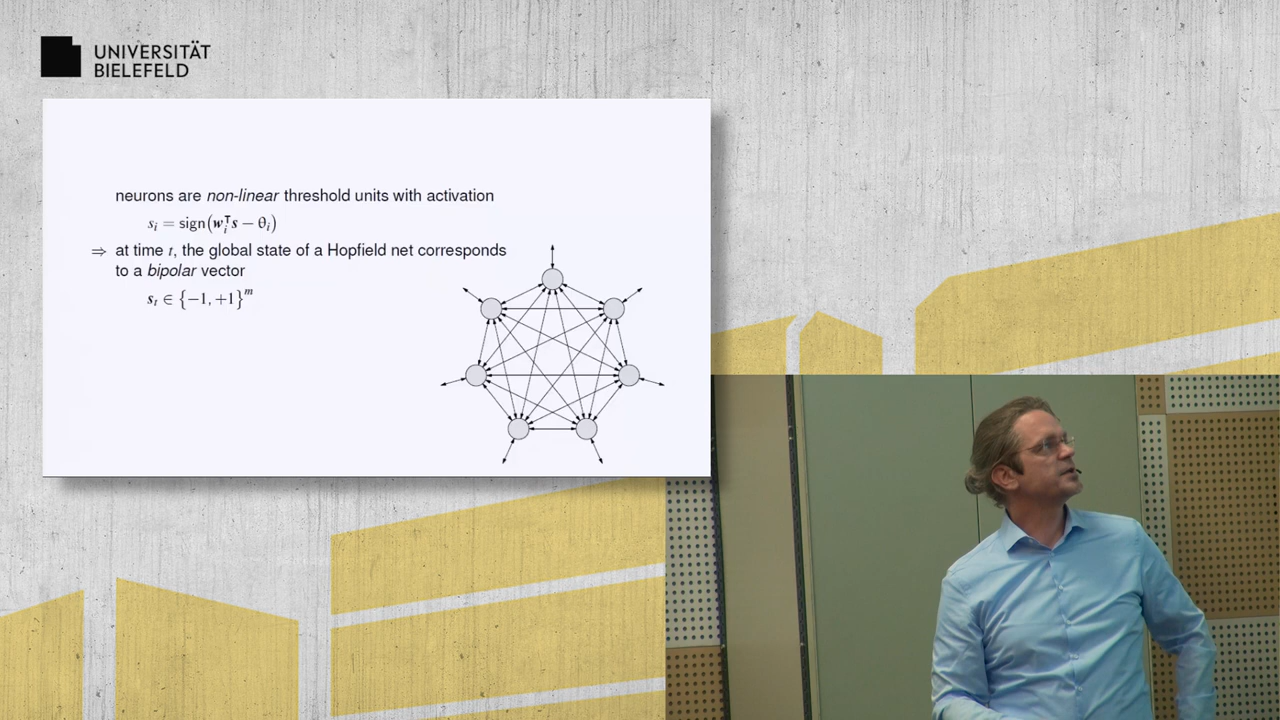 UNIVERSITÄT
BIELEFELD
neurons are non-linear threshold units with activation
sᵢ = sign(wᵢᵀs − θᵢ)
⇒ at time t, the global state of a Hopfield net corresponds
to a bipolar vector
sₜ ∈ {−1, +1}ᵐ